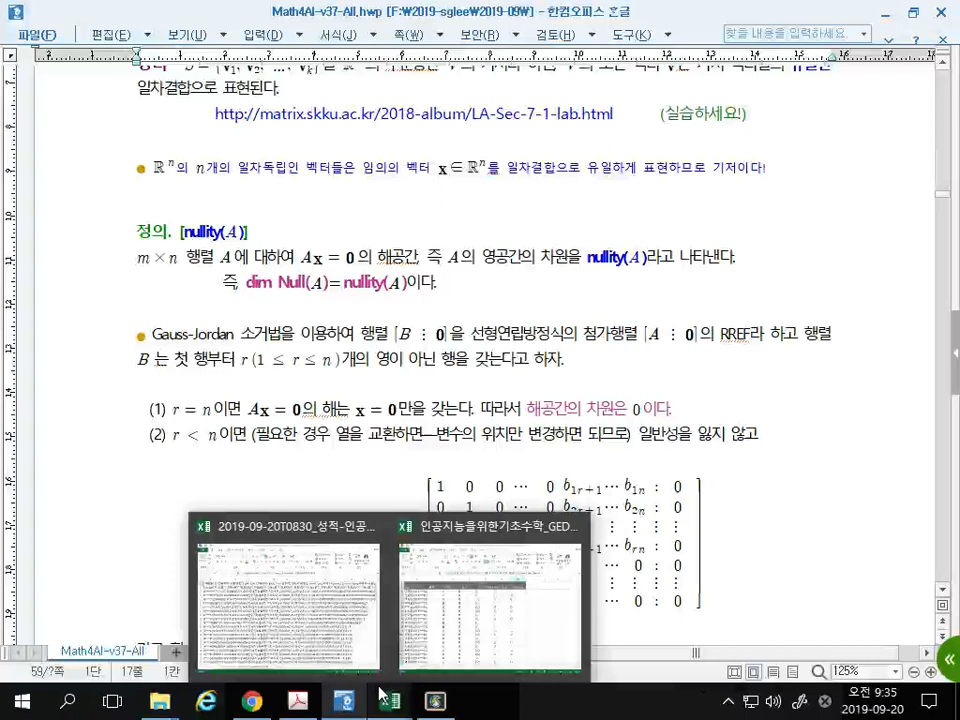 Math4AI-v37-All.hwp [F:\2019-sglee\2019-09\] - 한컴오피스 한글
파일(F) 편집(E) 보기(U) 입력(D) 서식(J) 쪽(W) 보안(R) 검토(H) 도구(K) 찾을 내용을 입력하세요.
일차결합으로 표현된다.
http://matrix.skku.ac.kr/2018-album/LA-Sec-7-1-lab.html (실습하세요!)
ℝⁿ의 n개의 일차독립인 벡터들은 임의의 벡터 x∈ℝⁿ를 일차결합으로 유일하게 표현하므로 기저이다!
정의. [nullity(A)]
m × n 행렬 A에 대하여 Ax = 0의 해공간, 즉 A의 영공간의 차원을 nullity(A)라고 나타낸다.
즉, dim Null(A)= nullity(A)이다.
Gauss-Jordan 소거법을 이용하여 행렬 [B ⋮ 0]을 선형연립방정식의 첨가행렬 [A ⋮ 0]의 RREF라 하고 행렬
B 는 첫 행부터 r (1 ≤ r ≤ n)개의 영이 아닌 행을 갖는다고 하자.
(1) r = n이면 Ax = 0의 해는 x = 0만을 갖는다. 따라서 해공간의 차원은 0이다.
(2) r < n이면 (필요한 경우 열을 교환하면―변수의 위치만 변경하면 되므로) 일반성을 잃지 않고
1 0 0 ⋯ 0 b1r+1 ⋯ b1n : 0
2019-09-20T0830_성적-인공... 인공지능을위한기초수학_GED...
Math4AI-v37-All
59/?쪽 1단 17줄 1칸 125%
오전 9:35
2019-09-20